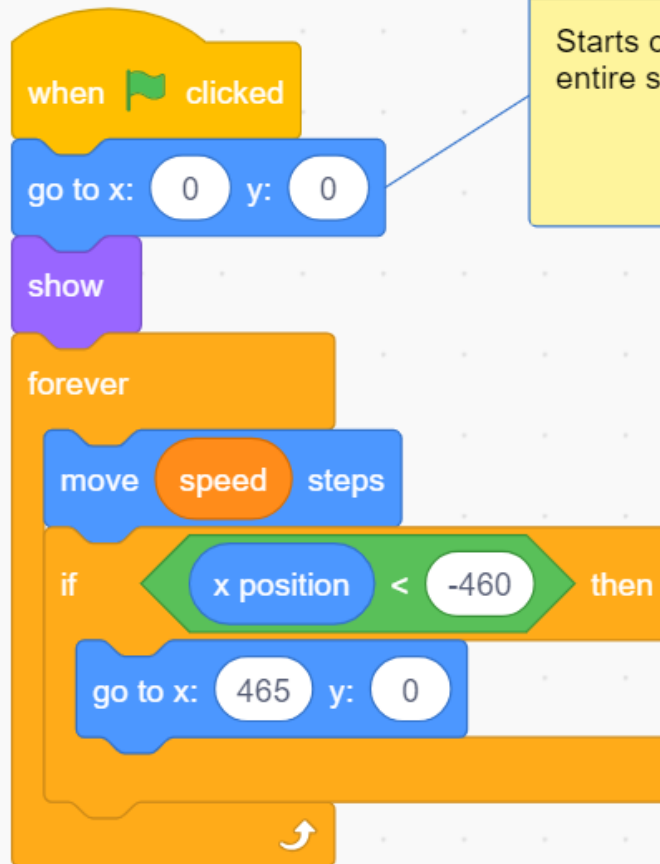 when clicked
go to x: 0 y: 0
show
forever
move speed steps
if x position < -460 then
go to x: 465 y: 0
Starts
entire